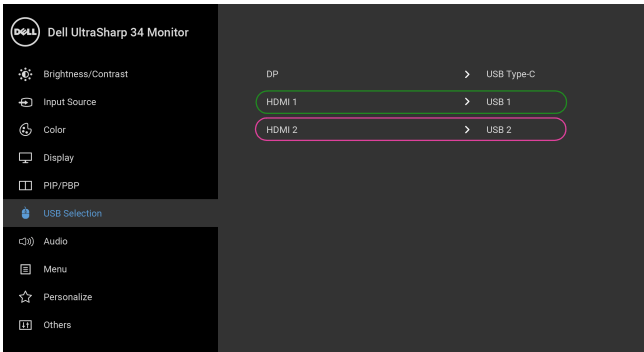 DELL Dell UltraSharp 34 Monitor
Brightness/Contrast
DP > USB Type-C
Input Source
HDMI 1 > USB 1
Color
HDMI 2 > USB 2
Display
PIP/PBP
USB Selection
Audio
Menu
Personalize
Others